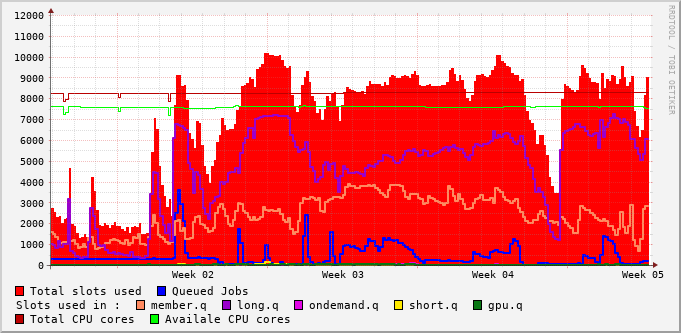 12000
11000
10000
9000
8000
7000
6000
5000
4000
3000
2000
1000
0
Week 02 Week 03 Week 04 Week 05
Total slots used Queued Jobs
Slots used in : member.q long.q ondemand.q short.q gpu.q
Total CPU cores Availale CPU cores
RRDTOOL / TOBI OETIKER